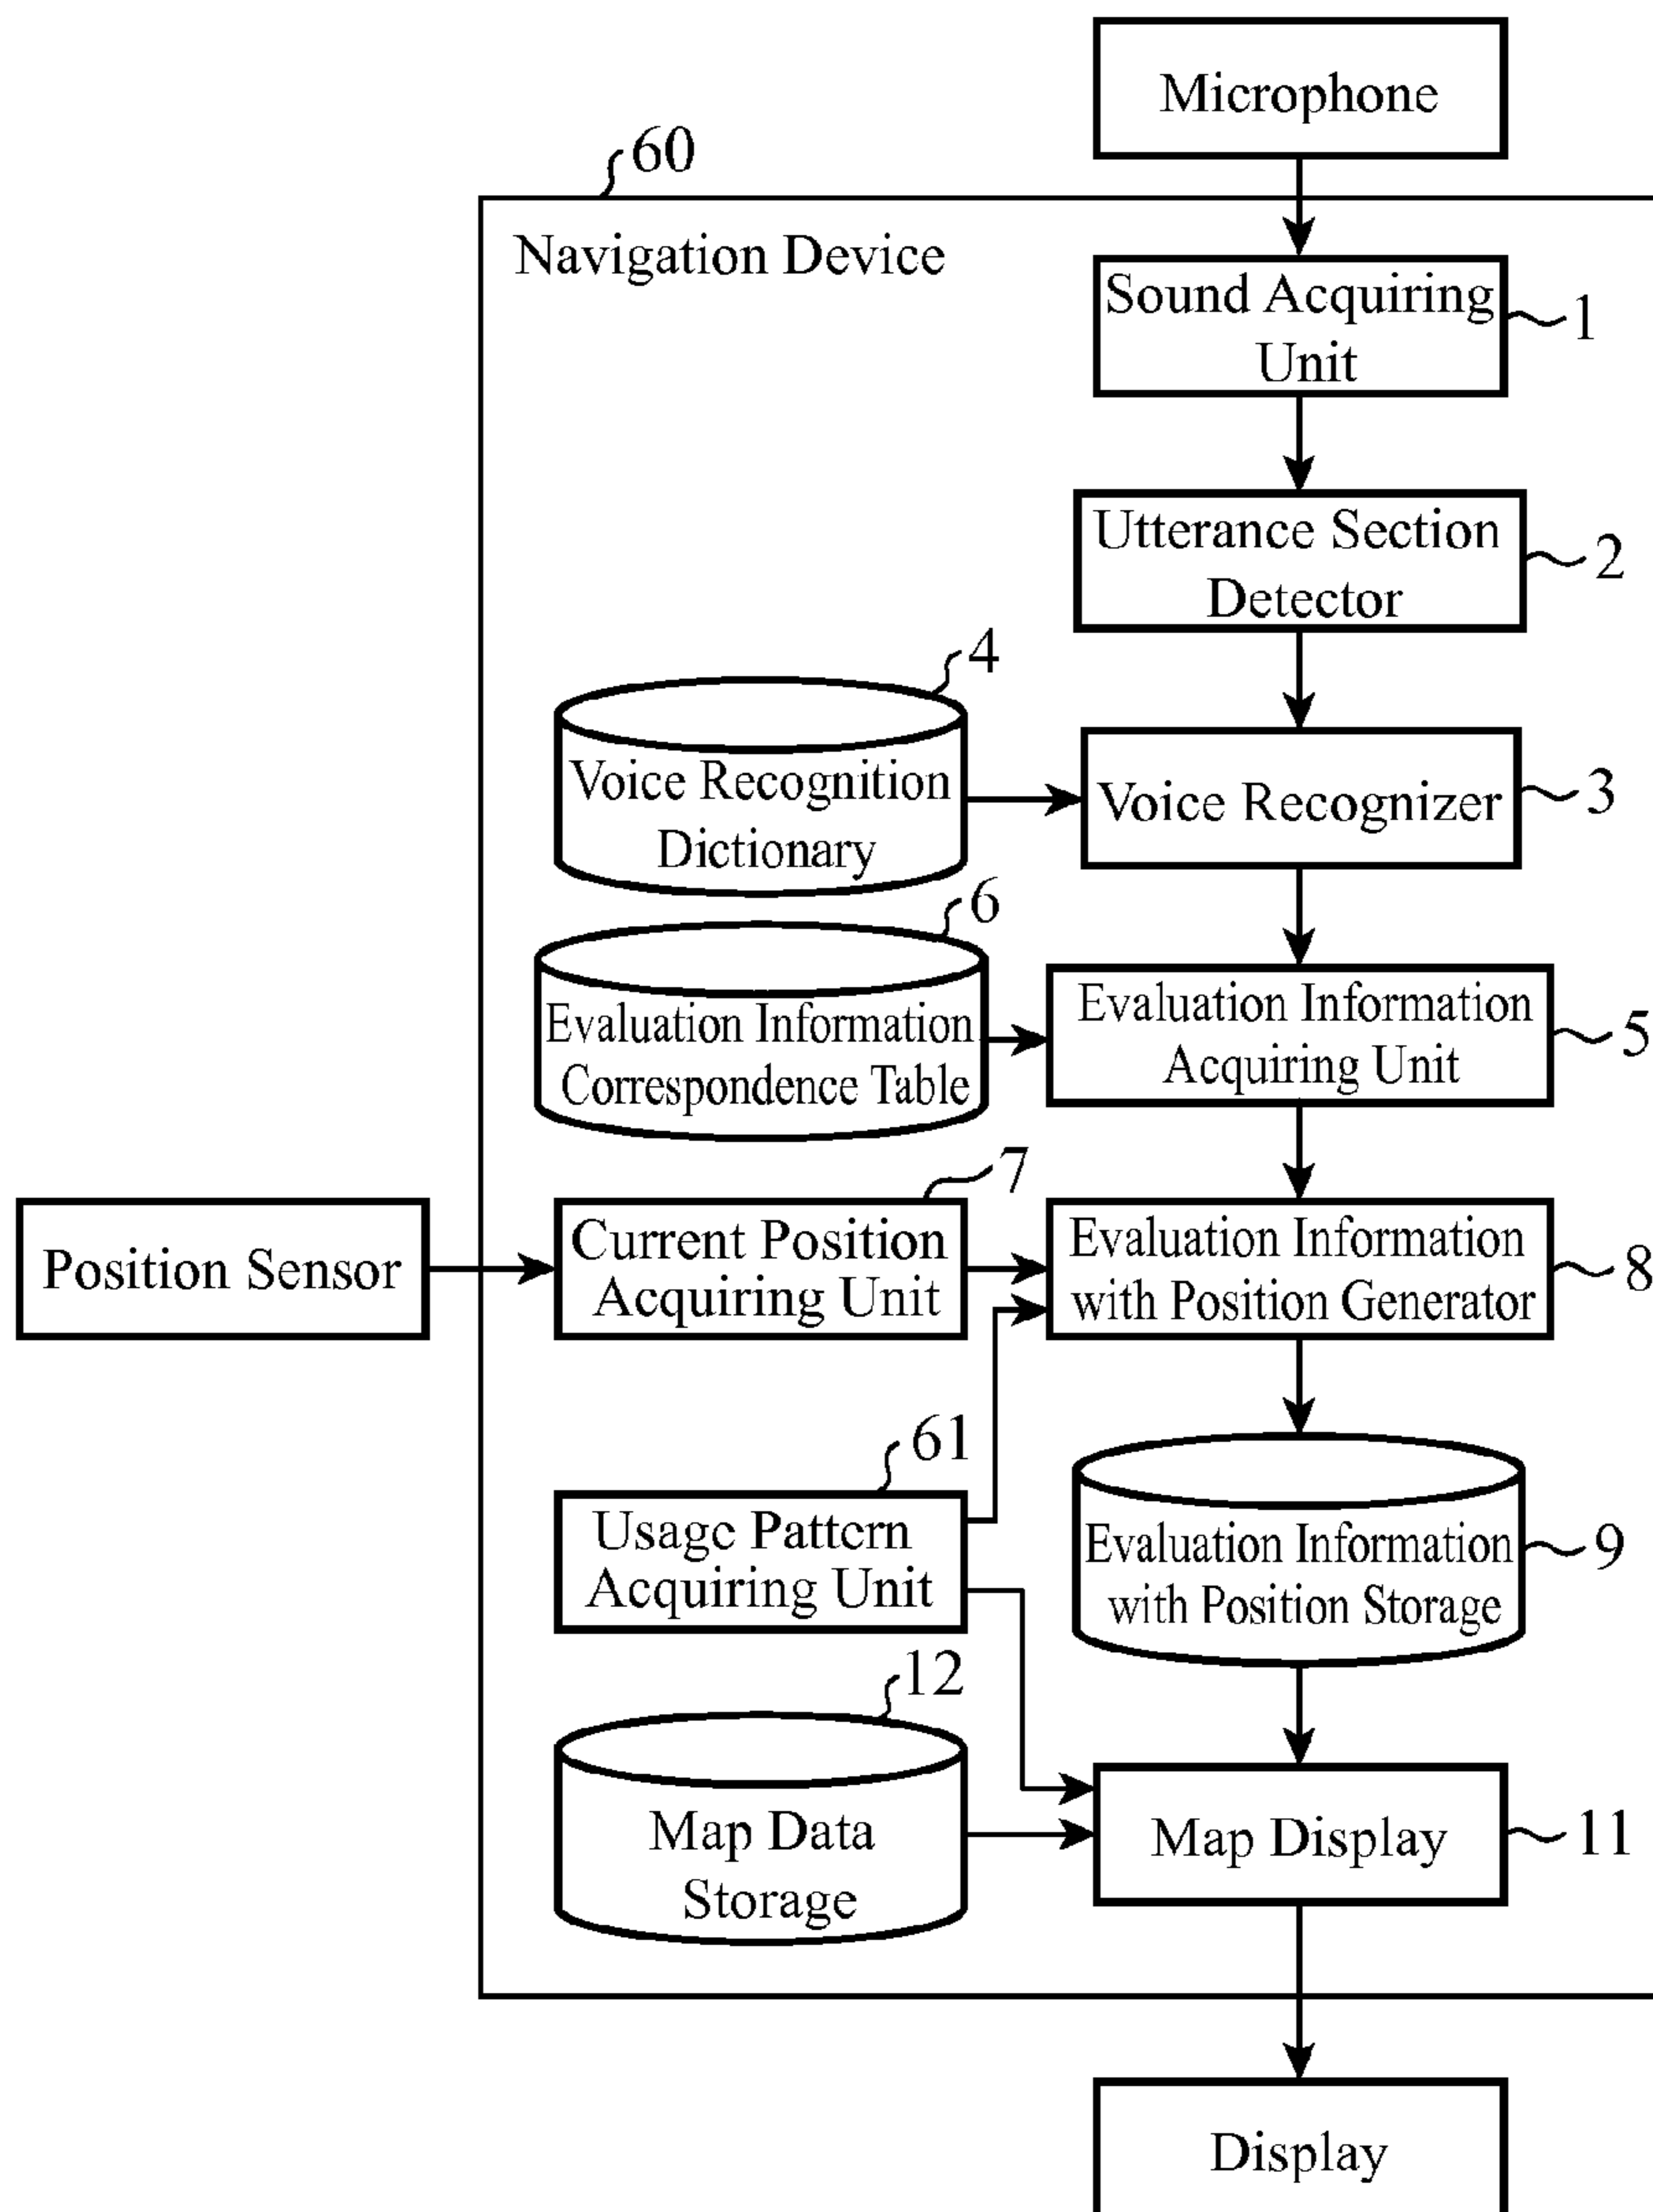 Microphone
60
Navigation Device
Sound Acquiring
Unit
1
Utterance Section
Detector
2
4
Voice Recognition
Dictionary
Voice Recognizer
3
6
Evaluation Information
Correspondence Table
Evaluation Information
Acquiring Unit
5
Position Sensor
7
Current Position
Acquiring Unit
Evaluation Information
with Position Generator
8
61
Usage Pattern
Acquiring Unit
Evaluation Information
with Position Storage
9
12
Map Data
Storage
Map Display
11
Display